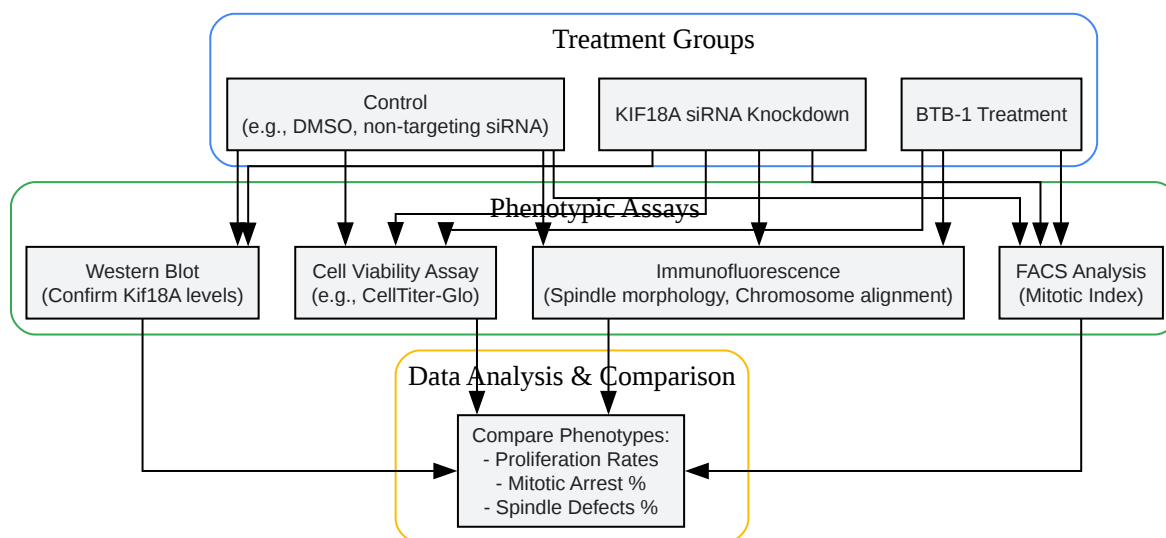 Treatment Groups
Control
(e.g., DMSO, non-targeting siRNA)
KIF18A siRNA Knockdown
BTB-1 Treatment
Phenotypic Assays
Western Blot
(Confirm Kif18A levels)
Cell Viability Assay
(e.g., CellTiter-Glo)
Immunofluorescence
(Spindle morphology, Chromosome alignment)
FACS Analysis
(Mitotic Index)
Data Analysis & Comparison
Compare Phenotypes:
- Proliferation Rates
- Mitotic Arrest %
- Spindle Defects %